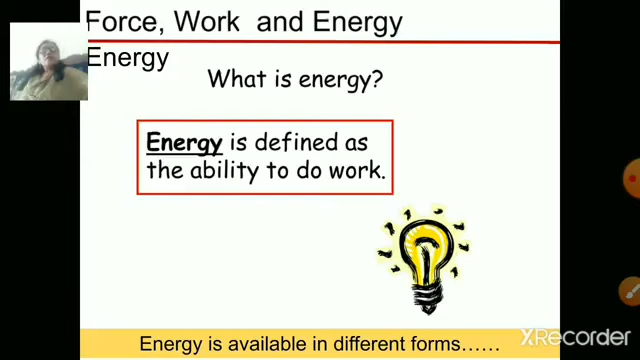 Force, Work and Energy
Energy
What is energy?
Energy is defined as
the ability to do work.
Energy is available in different forms......
XRecorder